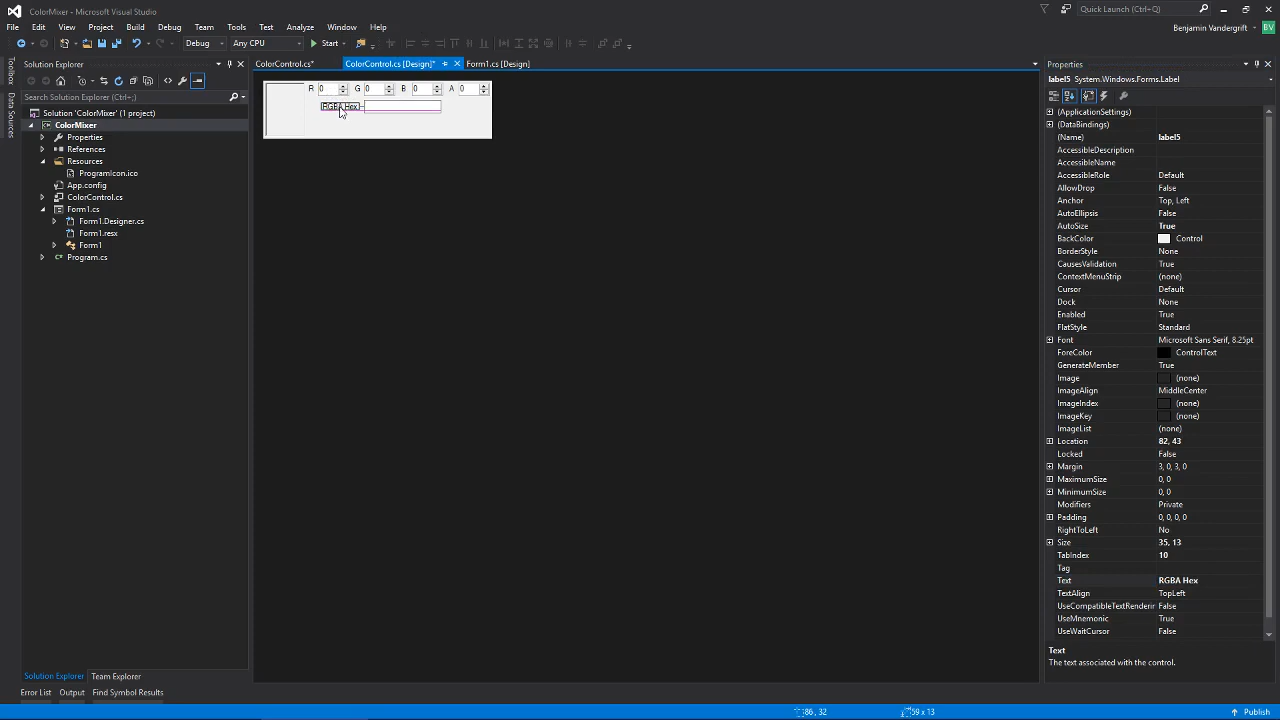 ColorMixer - Microsoft Visual Studio
Quick Launch (Ctrl+Q)
File Edit View Project Build Debug Team Tools Test Analyze Window Help
Benjamin Vandergrift BV
Debug Any CPU Start
Toolbox
Data Sources
Solution Explorer
Search Solution Explorer (Ctrl+;)
Solution 'ColorMixer' (1 project)
ColorMixer
Properties
References
Resources
ProgramIcon.ico
App.config
ColorControl.cs
Form1.cs
Form1.Designer.cs
Form1.resx
Form1
Program.cs
Solution Explorer Team Explorer
Error List Output Find Symbol Results
ColorControl.cs* ColorControl.cs [Design]* Form1.cs [Design]
R 0 G 0 B 0 A 0
RGBA Hex
Properties
label5 System.Windows.Forms.Label
(ApplicationSettings)
(DataBindings)
(Name) label5
AccessibleDescription
AccessibleName
AccessibleRole Default
AllowDrop False
Anchor Top, Left
AutoEllipsis False
AutoSize True
BackColor Control
BorderStyle None
CausesValidation True
ContextMenuStrip (none)
Cursor Default
Dock None
Enabled True
FlatStyle Standard
Font Microsoft Sans Serif, 8.25pt
ForeColor ControlText
GenerateMember True
Image (none)
ImageAlign MiddleCenter
ImageIndex (none)
ImageKey (none)
ImageList (none)
Location 82, 43
Locked False
Margin 3, 0, 3, 0
MaximumSize 0, 0
MinimumSize 0, 0
Modifiers Private
Padding 0, 0, 0, 0
RightToLeft No
Size 35, 13
TabIndex 10
Tag
Text RGBA Hex
TextAlign TopLeft
UseCompatibleTextRenderin False
UseMnemonic True
UseWaitCursor False
Text
The text associated with the control.
86, 32 59 x 13 Publish